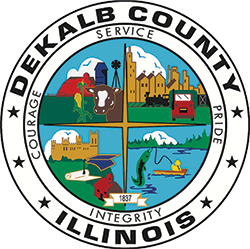 DEKALB COUNTY
SERVICE
COURAGE
PRIDE
1837
INTEGRITY
ILLINOIS